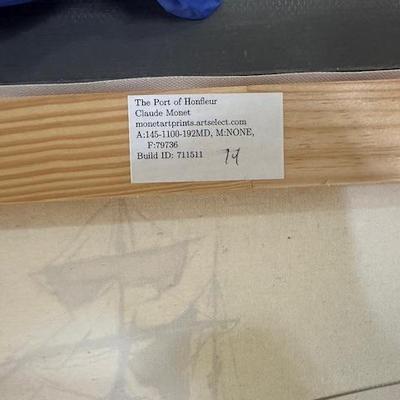 The Port of Honfleur
Claude Monet
monetartprints.artselect.com
A:145-1100-192MD, M:NONE,
F:79736
Build ID: 711511